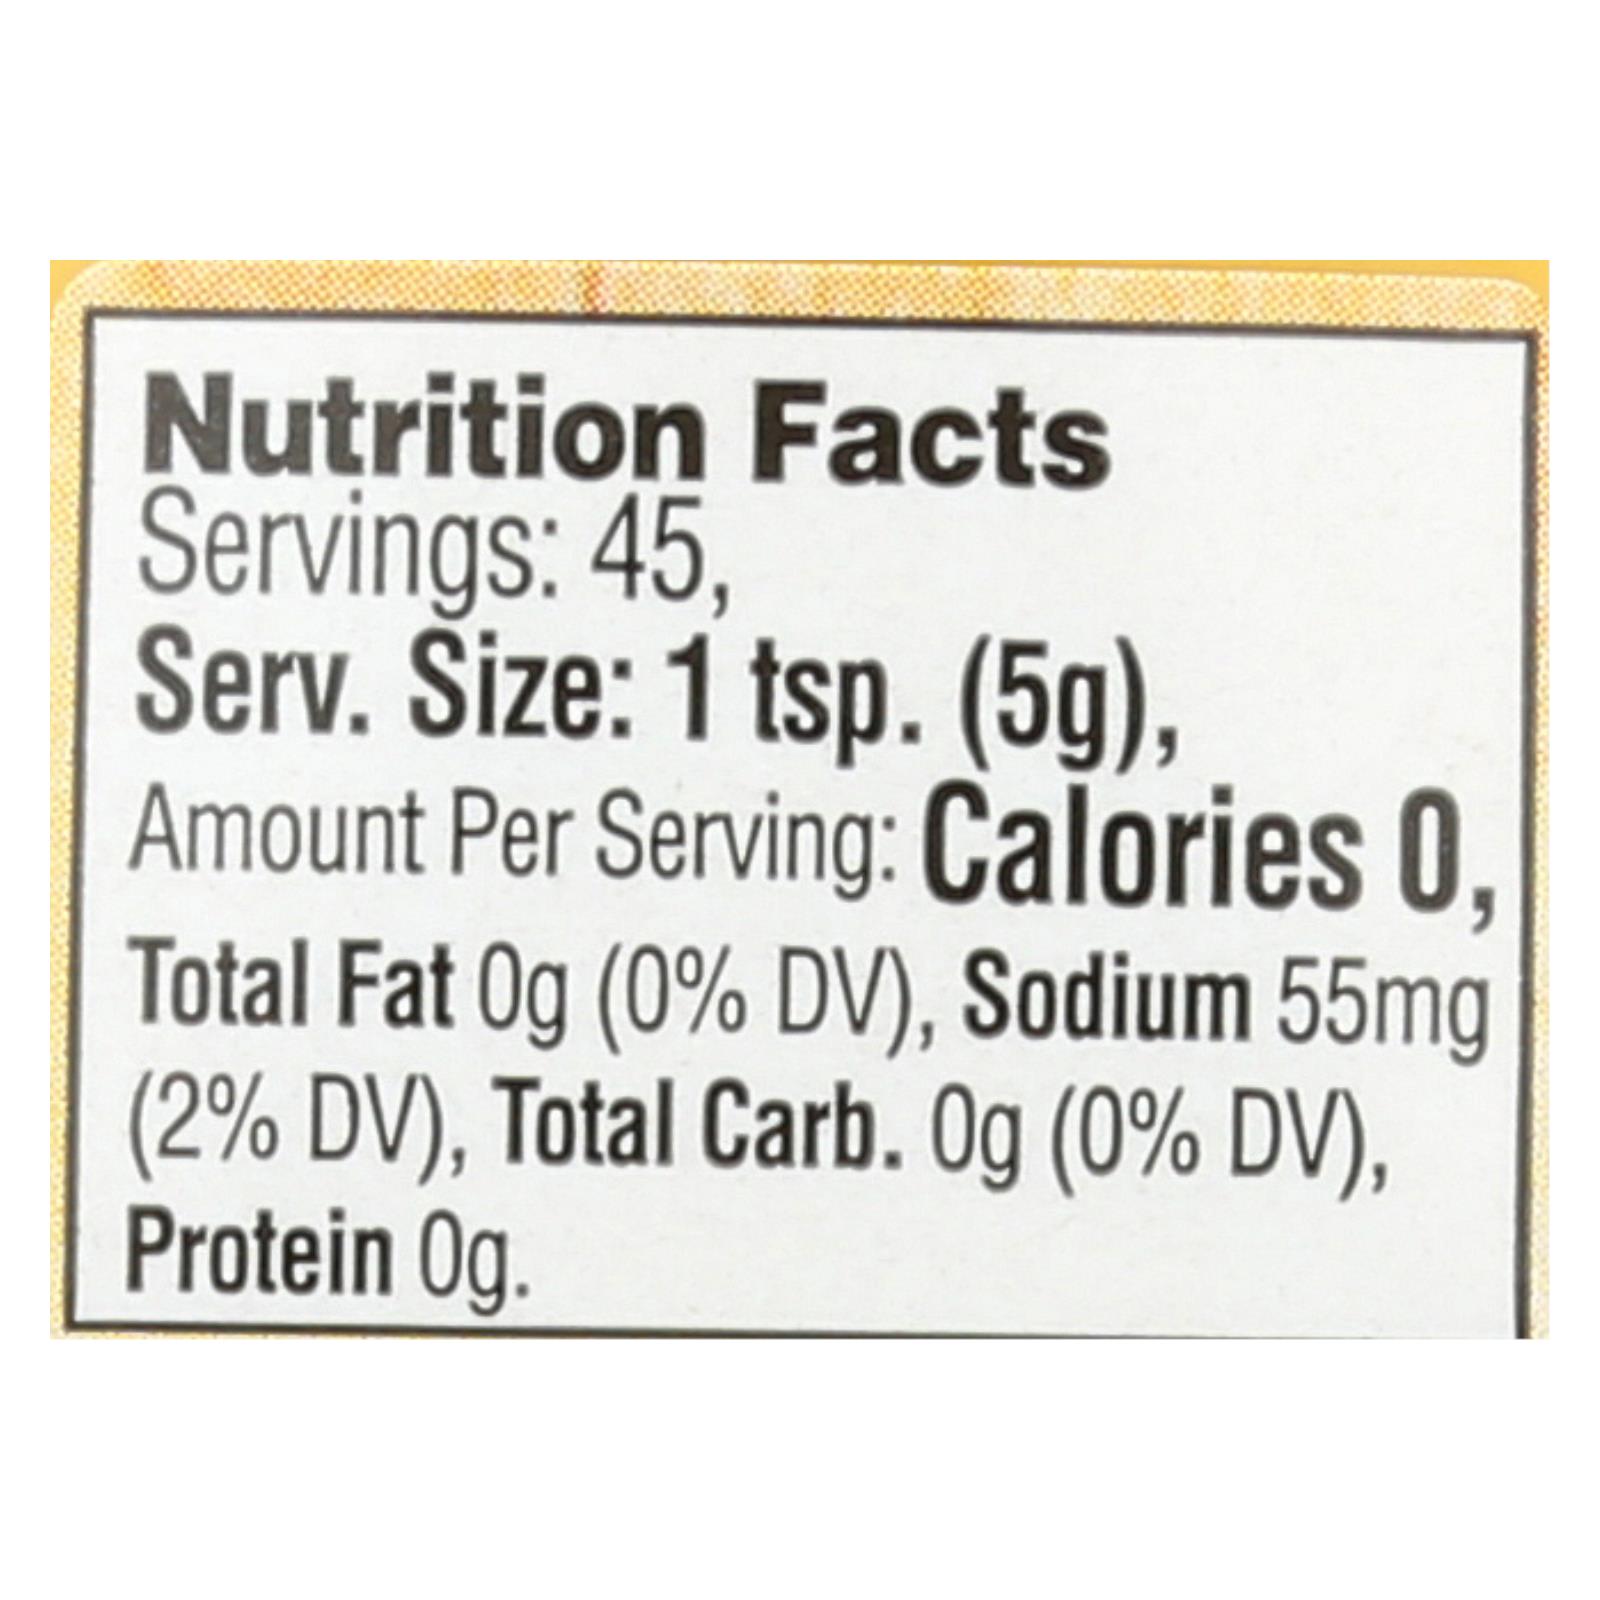 Nutrition Facts
Servings: 45,
Serv. Size: 1 tsp. (5g),
Amount Per Serving: Calories 0,
Total Fat 0g (0% DV), Sodium 55mg
(2% DV), Total Carb. 0g (0% DV),
Protein 0g.